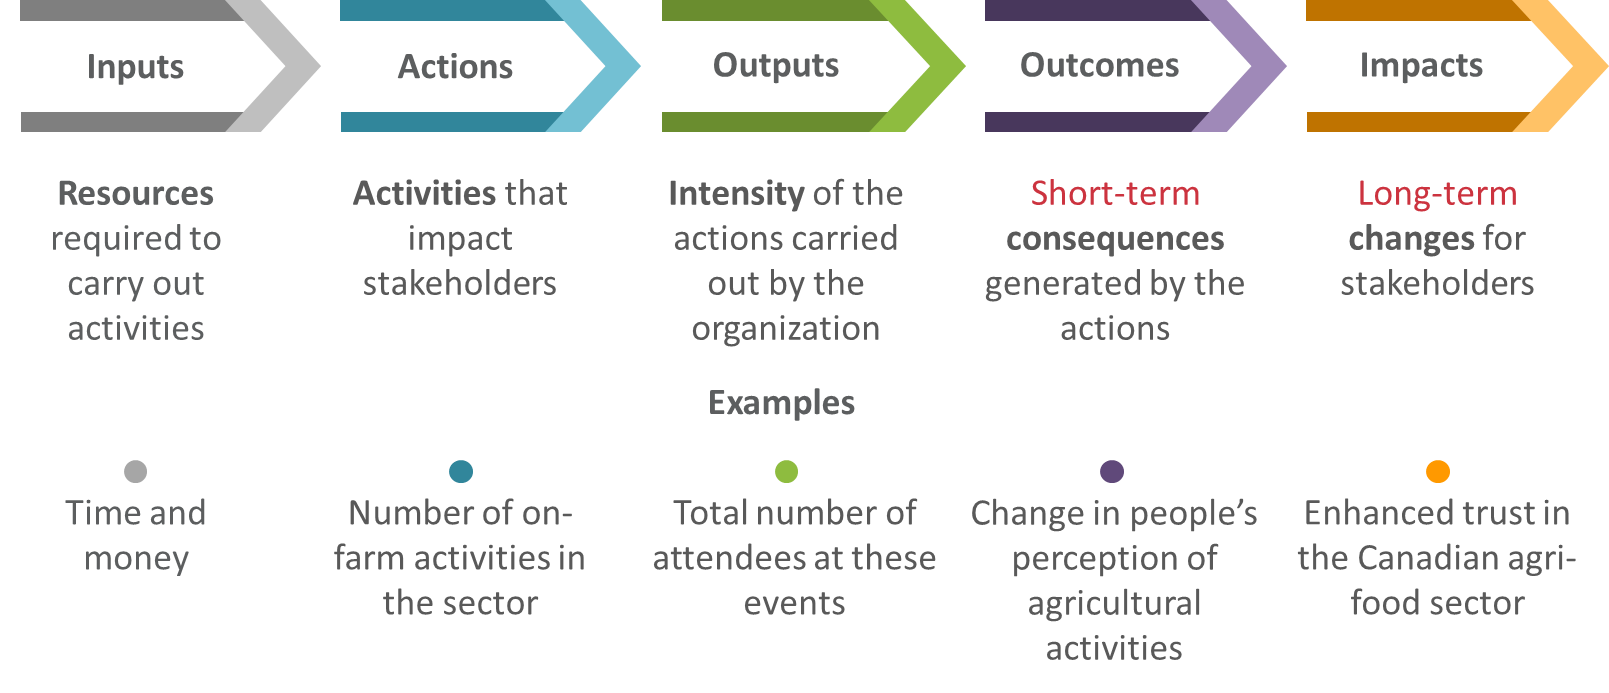 Inputs
Actions
Outputs
Outcomes
Impacts
Resources
required to
carry out
activities
Activities that
impact
stakeholders
Intensity of the
actions carried
out by the
organization
Short-term
consequences
generated by the
actions
Long-term
changes for
stakeholders
Examples
Time and
money
Number of on-
farm activities in
the sector
Total number of
attendees at these
events
Change in people’s
perception of
agricultural
activities
Enhanced trust in
the Canadian agri-
food sector